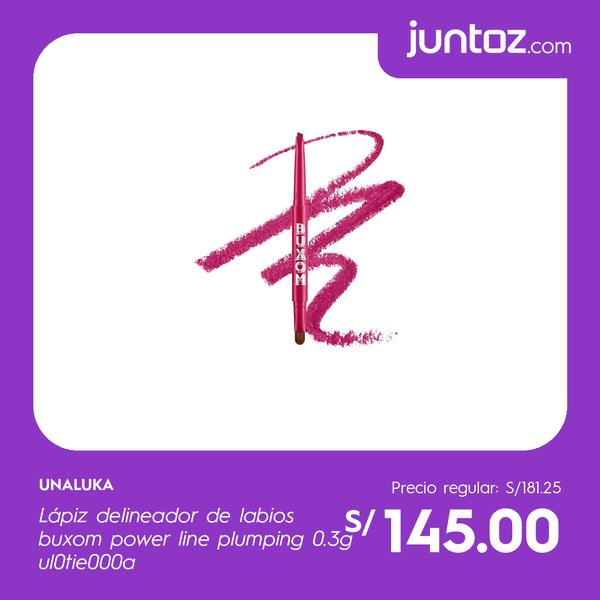 juntoz.com
BUXOM
UNALUKA
Precio regular: S/181.25
Lápiz delineador de labios
buxom power line plumping 0.3g
ul0tie000a
S/145.00